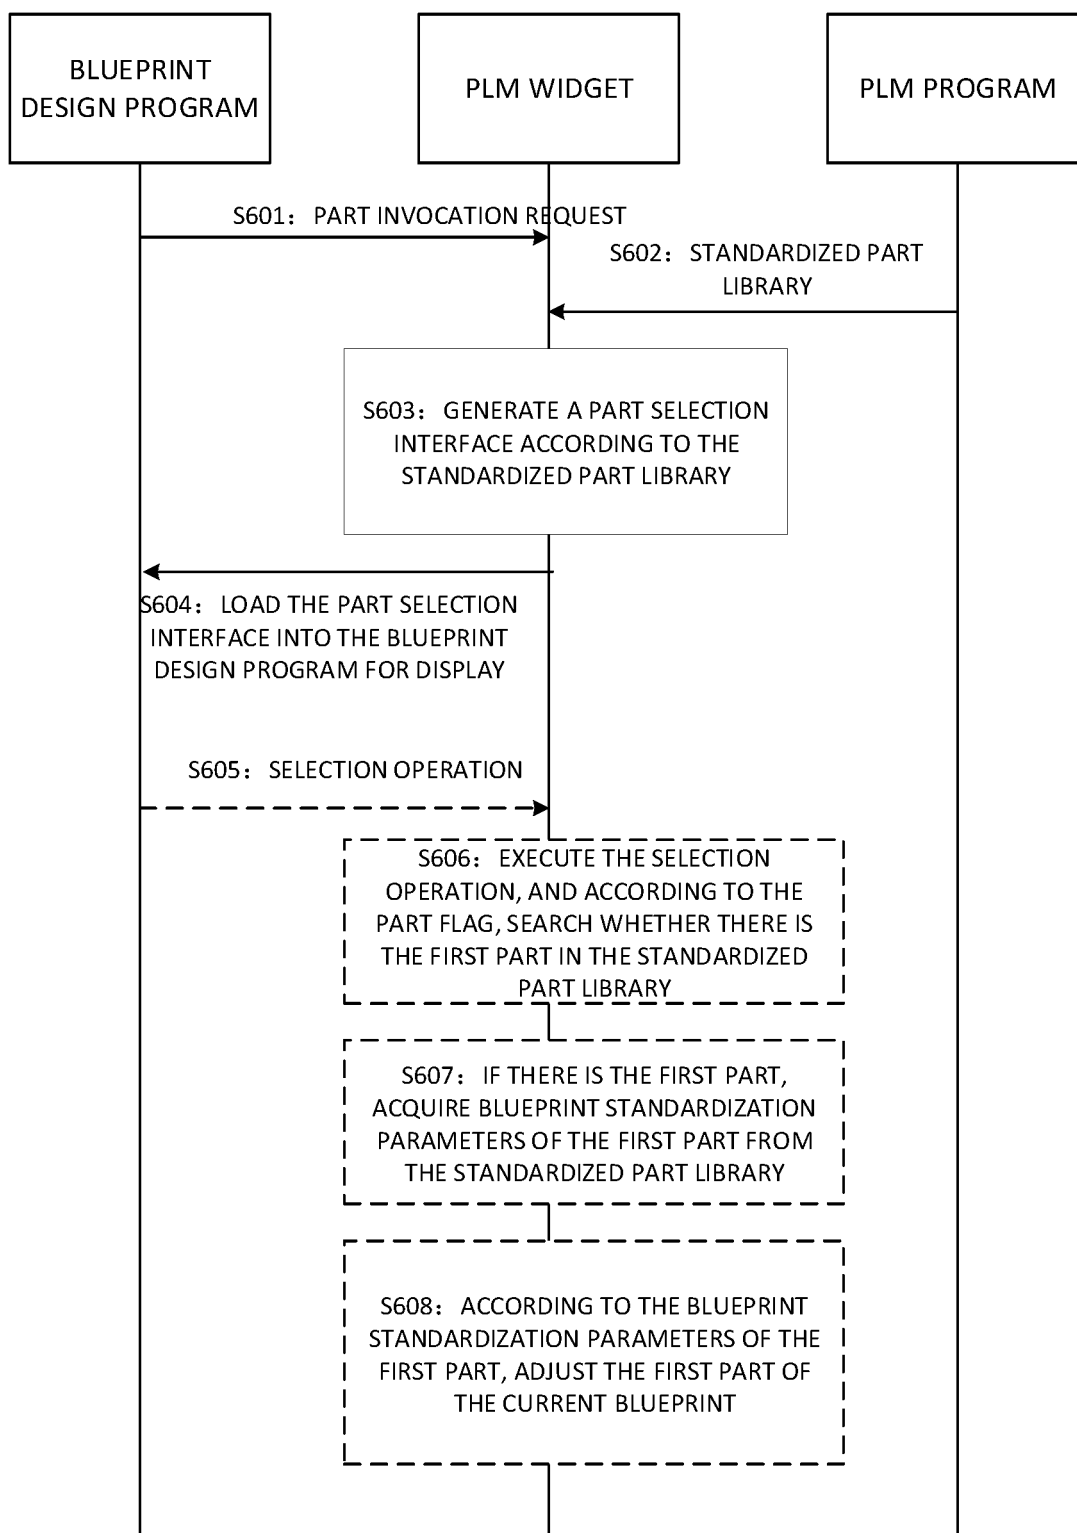 BLUEPRINT
DESIGN PROGRAM
PLM WIDGET
PLM PROGRAM
S601：PART INVOCATION REQUEST
S602：STANDARDIZED PART
LIBRARY
S603：GENERATE A PART SELECTION
INTERFACE ACCORDING TO THE
STANDARDIZED PART LIBRARY
S604：LOAD THE PART SELECTION
INTERFACE INTO THE BLUEPRINT
DESIGN PROGRAM FOR DISPLAY
S605：SELECTION OPERATION
S606：EXECUTE THE SELECTION
OPERATION, AND ACCORDING TO THE
PART FLAG, SEARCH WHETHER THERE IS
THE FIRST PART IN THE STANDARDIZED
PART LIBRARY
S607：IF THERE IS THE FIRST PART,
ACQUIRE BLUEPRINT STANDARDIZATION
PARAMETERS OF THE FIRST PART FROM
THE STANDARDIZED PART LIBRARY
S608：ACCORDING TO THE BLUEPRINT
STANDARDIZATION PARAMETERS OF THE
FIRST PART, ADJUST THE FIRST PART OF
THE CURRENT BLUEPRINT